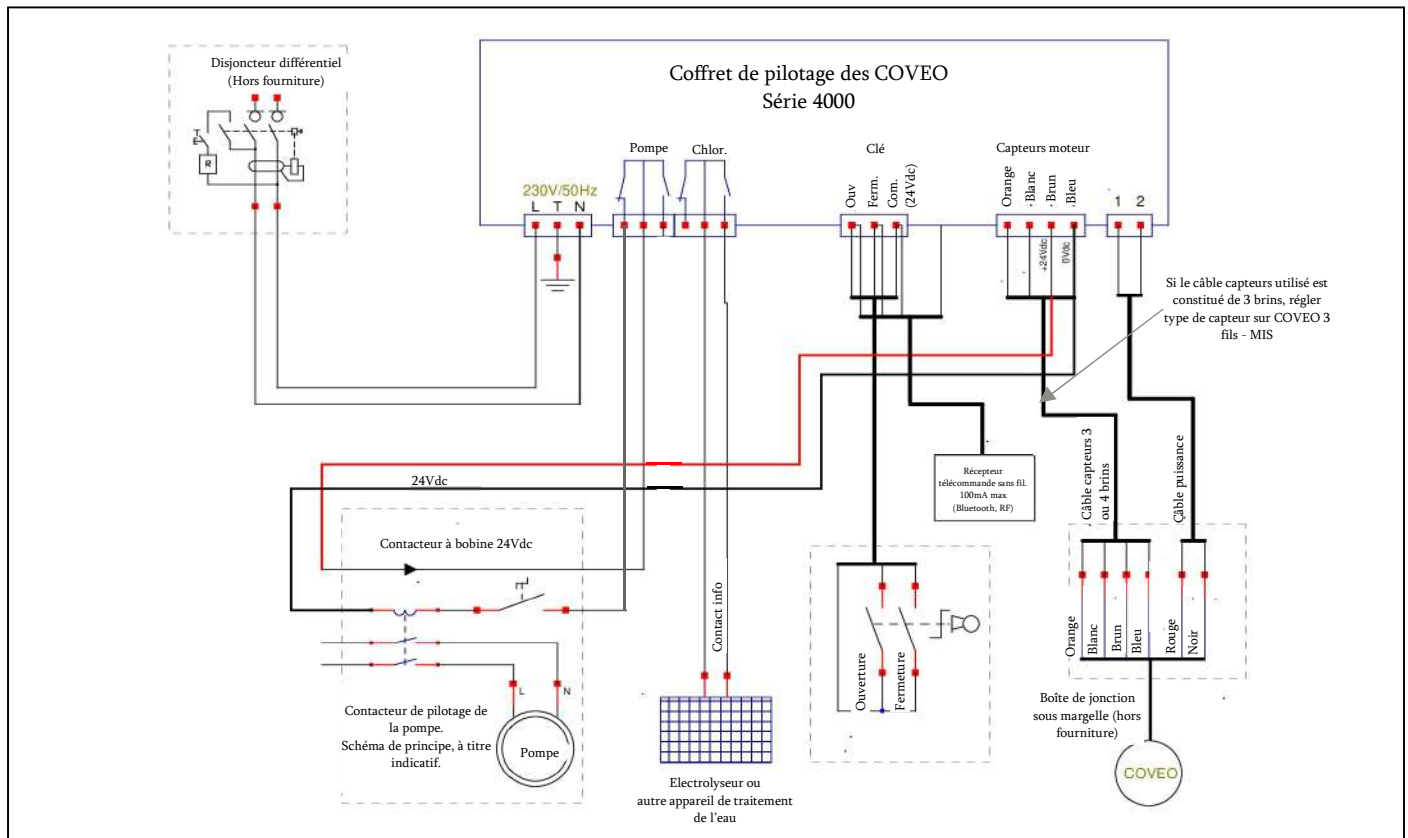 Disjoncteur différentiel
(Hors fourniture)
R
Coffret de pilotage des COVEO
Série 4000
230V/50Hz
L T N
Pompe
Chlor.
Clé
Ouv
Ferm.
Com.
(24Vdc)
Capteurs moteur
Orange
Blanc
Brun
Bleu
+24Vdc
0Vdc
1 2
Si le câble capteurs utilisé est
constitué de 3 brins, régler
type de capteur sur COVEO 3
fils - MIS
24Vdc
Contacteur à bobine 24Vdc
L
N
Pompe
Contacteur de pilotage de
la pompe.
Schéma de principe, à titre
indicatif.
Contact info
Electrolyseur ou
autre appareil de traitement
de l'eau
Récepteur
télécommande sans fil.
100mA max
(Bluetooth, RF)
Ouverture
Fermeture
Câble capteurs 3
ou 4 brins
Câble puissance
Orange
Blanc
Brun
Bleu
Rouge
Noir
Boîte de jonction
sous margelle (hors
fourniture)
COVEO